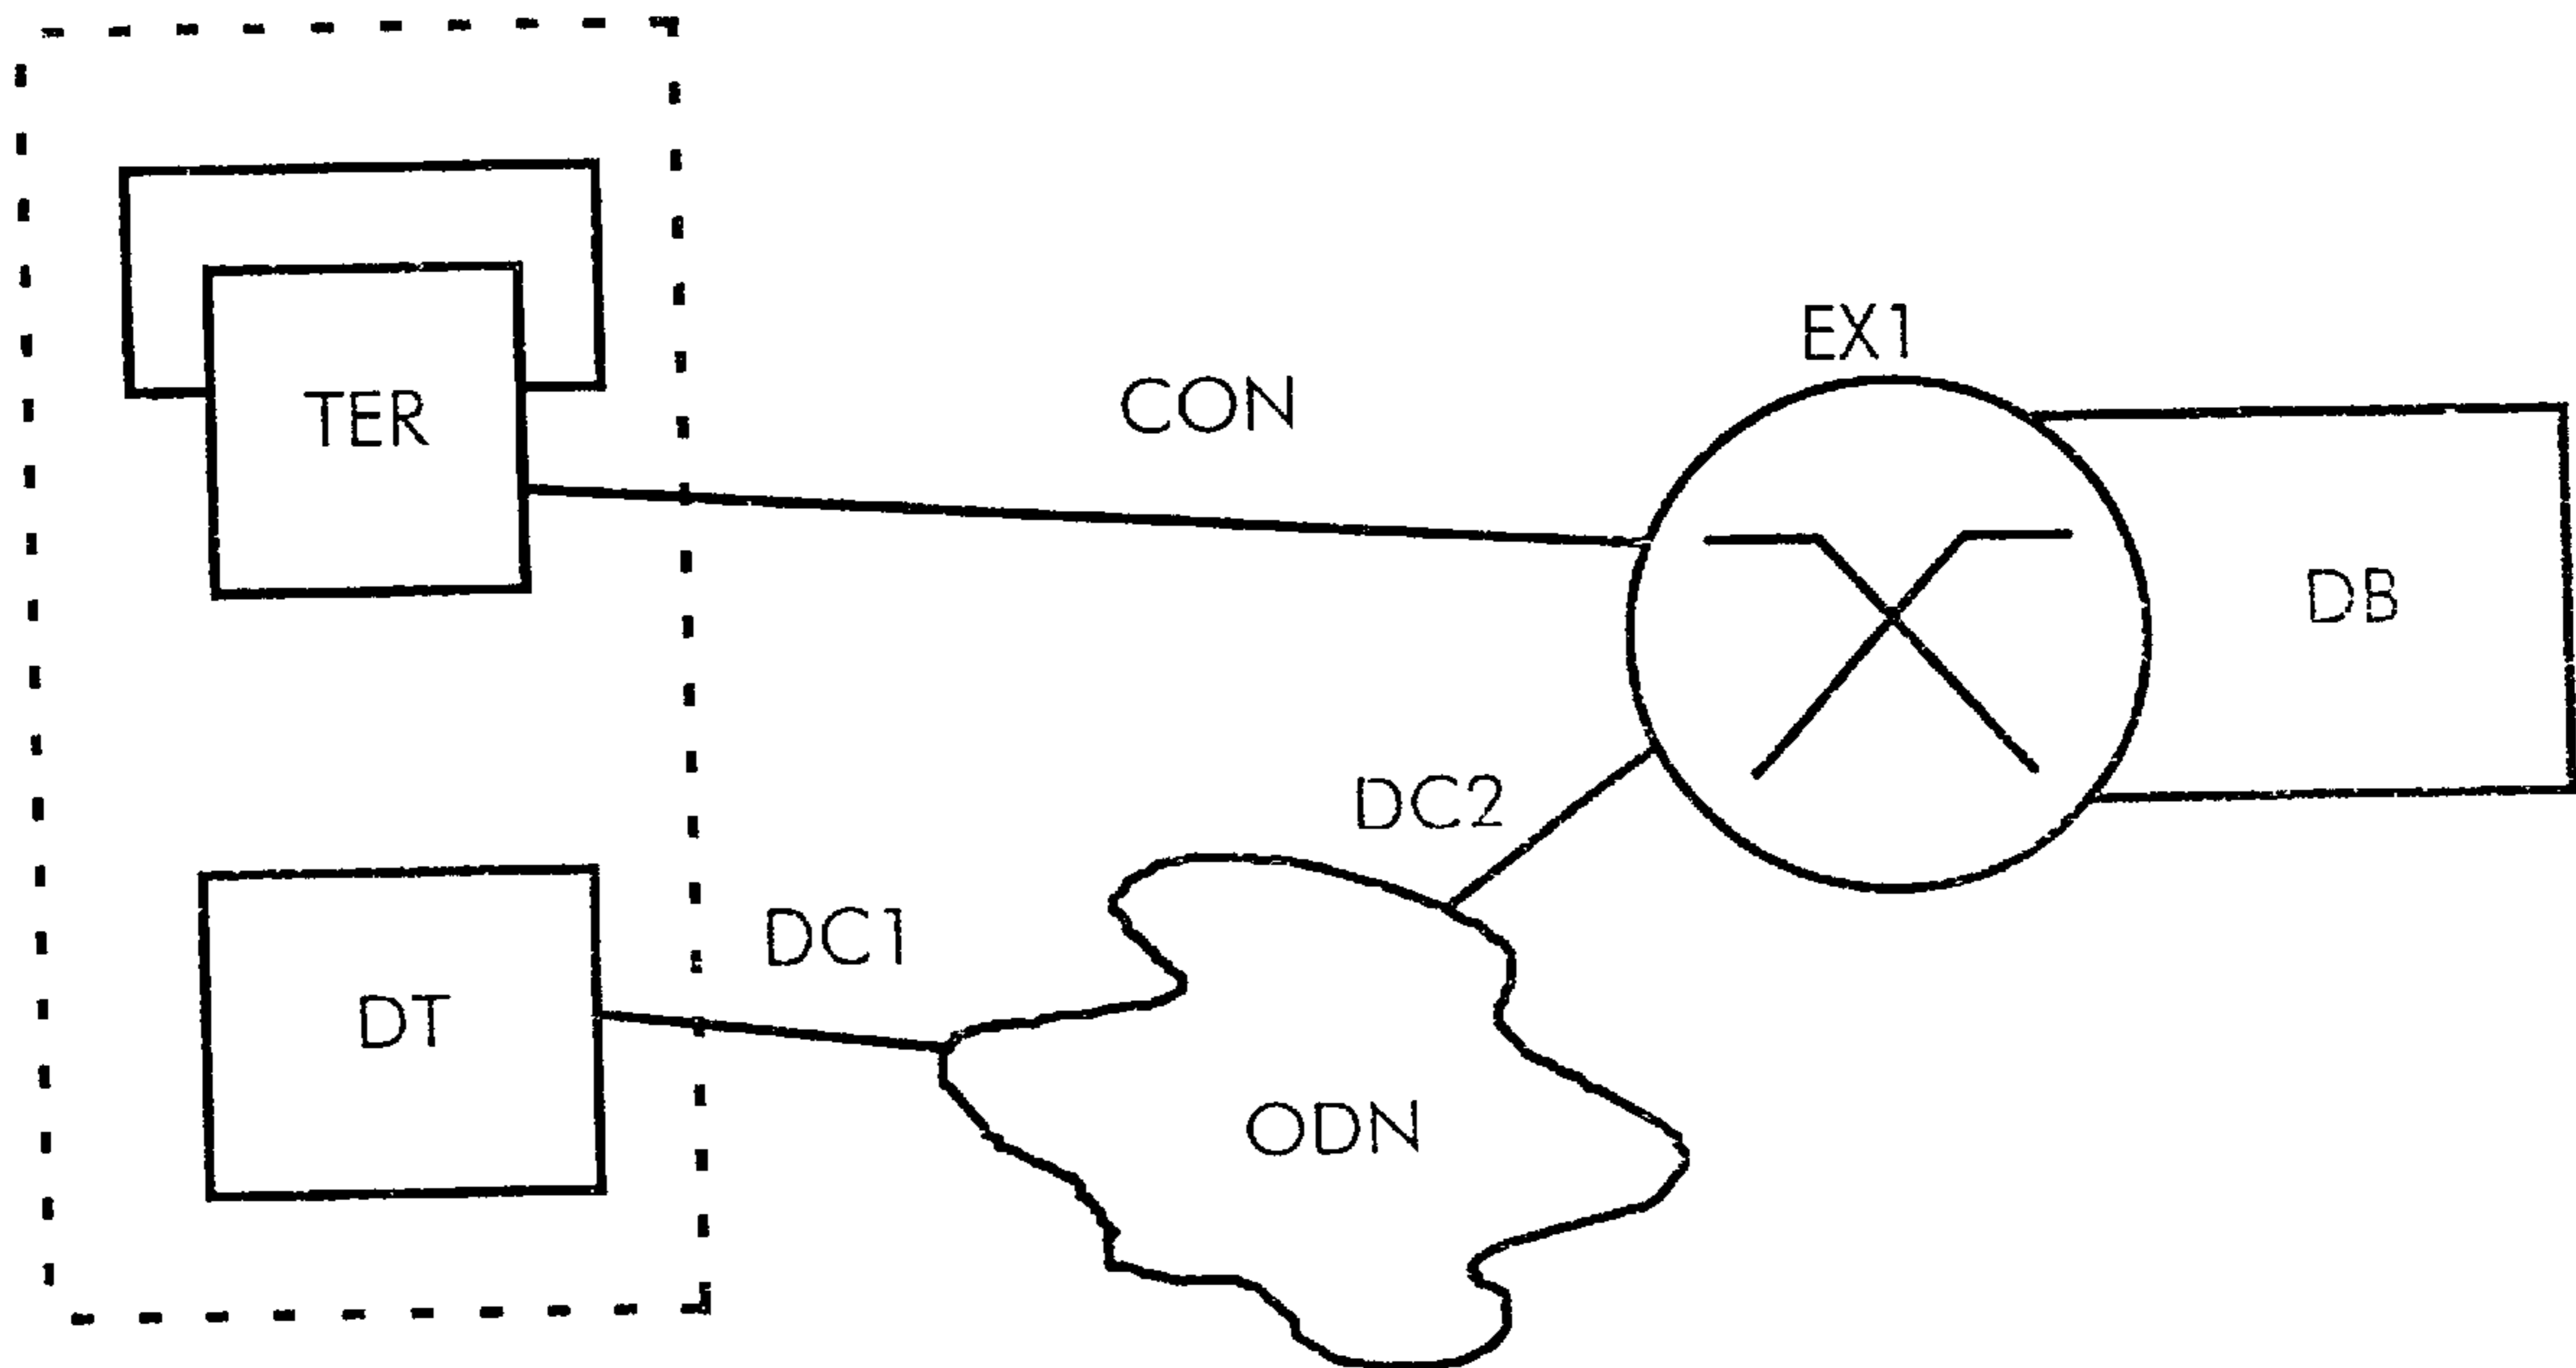 EX1
CON
TER
DB
DC2
DC1
DT
ODN